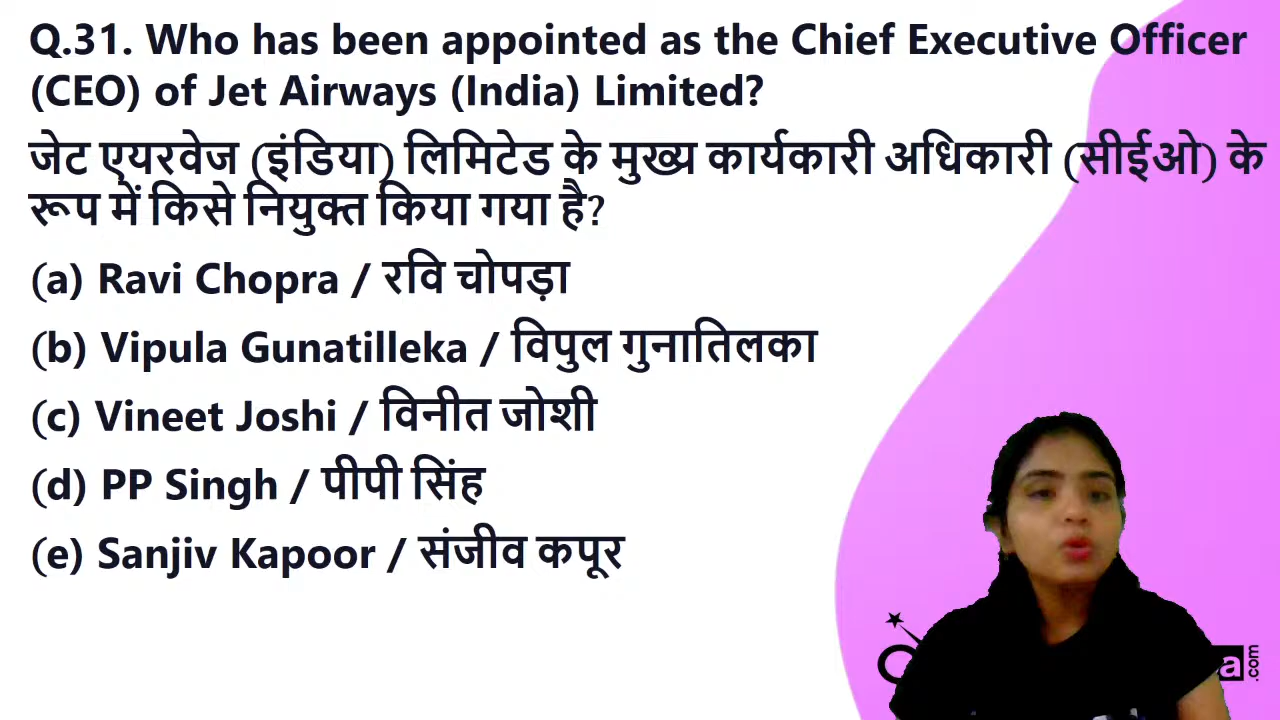 Q.31. Who has been appointed as the Chief Executive Officer
(CEO) of Jet Airways (India) Limited?
जेट एयरवेज (इंडिया) लिमिटेड के मुख्य कार्यकारी अधिकारी (सीईओ) के
रूप में किसे नियुक्त किया गया है?
(a) Ravi Chopra / रवि चोपड़ा
(b) Vipula Gunatilleka / विपुल गुनातिलका
(c) Vineet Joshi / विनीत जोशी
(d) PP Singh / पीपी सिंह
(e) Sanjiv Kapoor / संजीव कपूर
a .com